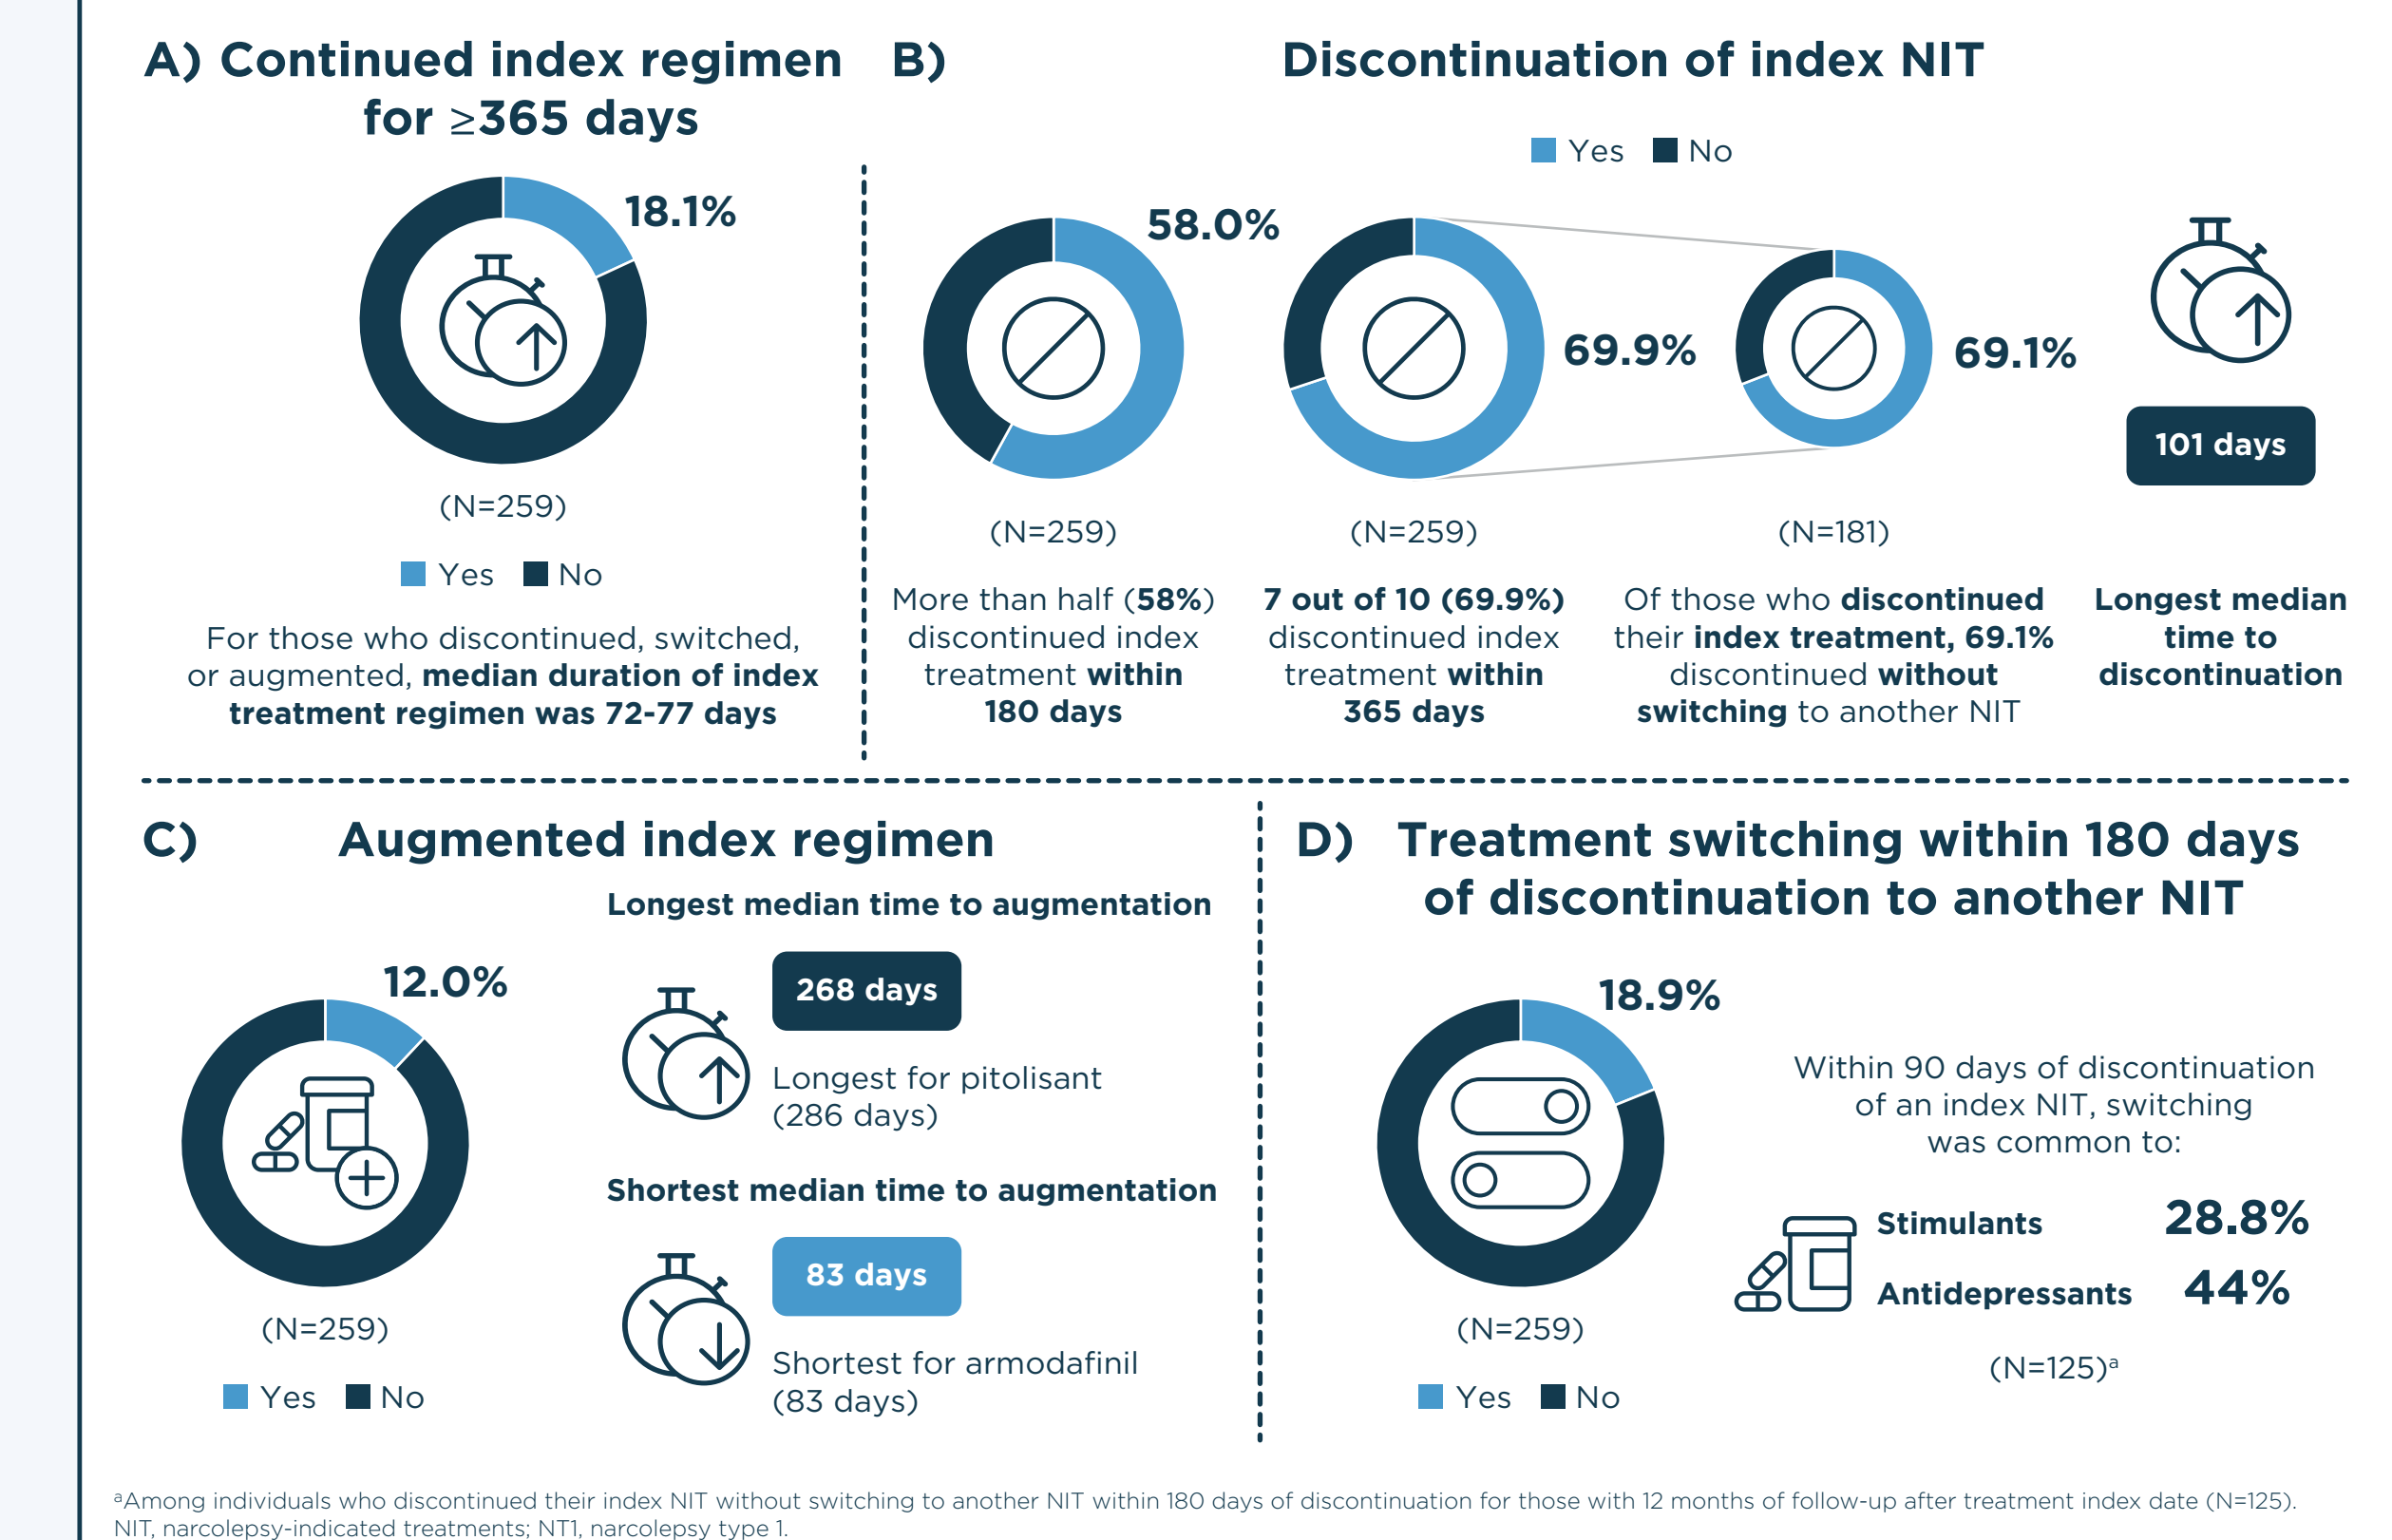 A) Continued index regimen
for ≥365 days
18.1%
(N=259)
Yes No
For those who discontinued, switched,
or augmented, median duration of index
treatment regimen was 72-77 days
B) Discontinuation of index NIT
Yes No
58.0%
(N=259)
More than half (58%)
discontinued index
treatment within
180 days
69.9%
(N=259)
7 out of 10 (69.9%)
discontinued index
treatment within
365 days
69.1%
(N=181)
Of those who discontinued
their index treatment, 69.1%
discontinued without
switching to another NIT
101 days
Longest median
time to
discontinuation
C) Augmented index regimen
12.0%
(N=259)
Yes No
Longest median time to augmentation
268 days
Longest for pitolisant
(286 days)
Shortest median time to augmentation
83 days
Shortest for armodafinil
(83 days)
D) Treatment switching within 180 days
of discontinuation to another NIT
18.9%
(N=259)
Yes No
Within 90 days of discontinuation
of an index NIT, switching
was common to:
Stimulants 28.8%
Antidepressants 44%
(N=125)ᵃ
ᵃAmong individuals who discontinued their index NIT without switching to another NIT within 180 days of discontinuation for those with 12 months of follow-up after treatment index date (N=125).
NIT, narcolepsy-indicated treatments; NT1, narcolepsy type 1.